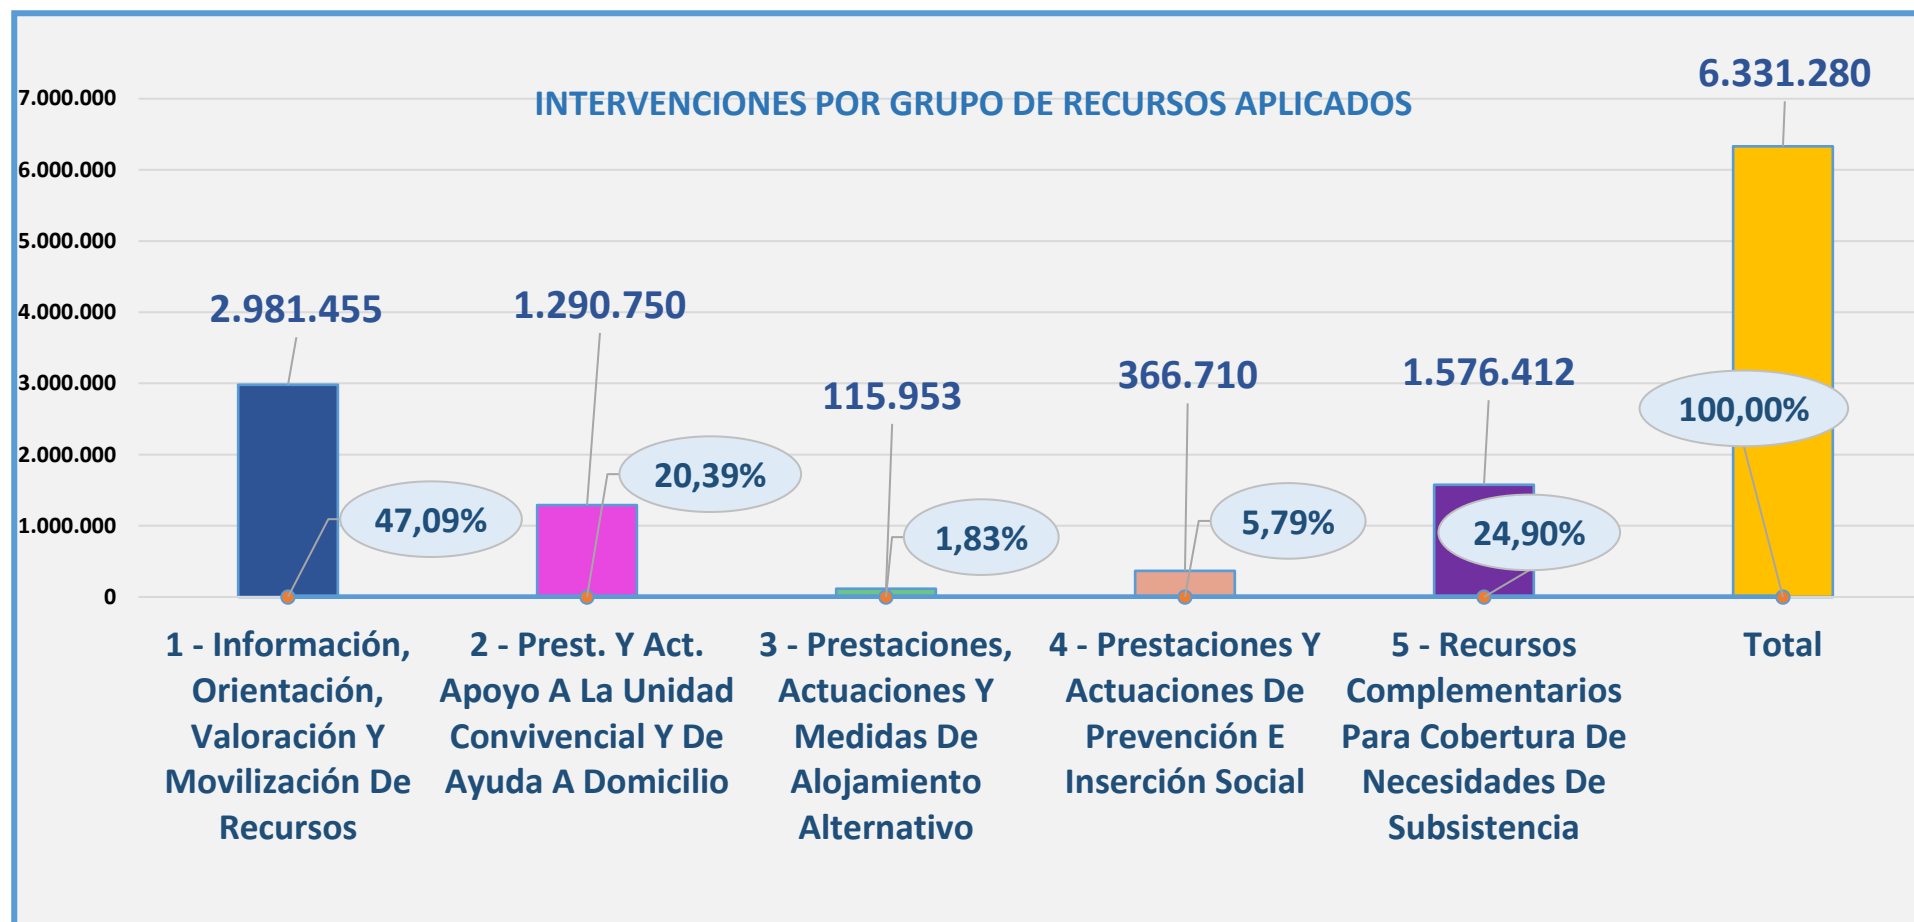 INTERVENCIONES POR GRUPO DE RECURSOS APLICADOS
7.000.000
6.000.000
5.000.000
4.000.000
3.000.000
2.000.000
1.000.000
0
2.981.455
1.290.750
115.953
366.710
1.576.412
6.331.280
47,09%
20,39%
1,83%
5,79%
24,90%
100,00%
1 - Información,
Orientación,
Valoración Y
Movilización De
Recursos
2 - Prest. Y Act.
Apoyo A La Unidad
Convivencial Y De
Ayuda A Domicilio
3 - Prestaciones,
Actuaciones Y
Medidas De
Alojamiento
Alternativo
4 - Prestaciones Y
Actuaciones De
Prevención E
Inserción Social
5 - Recursos
Complementarios
Para Cobertura De
Necesidades De
Subsistencia
Total